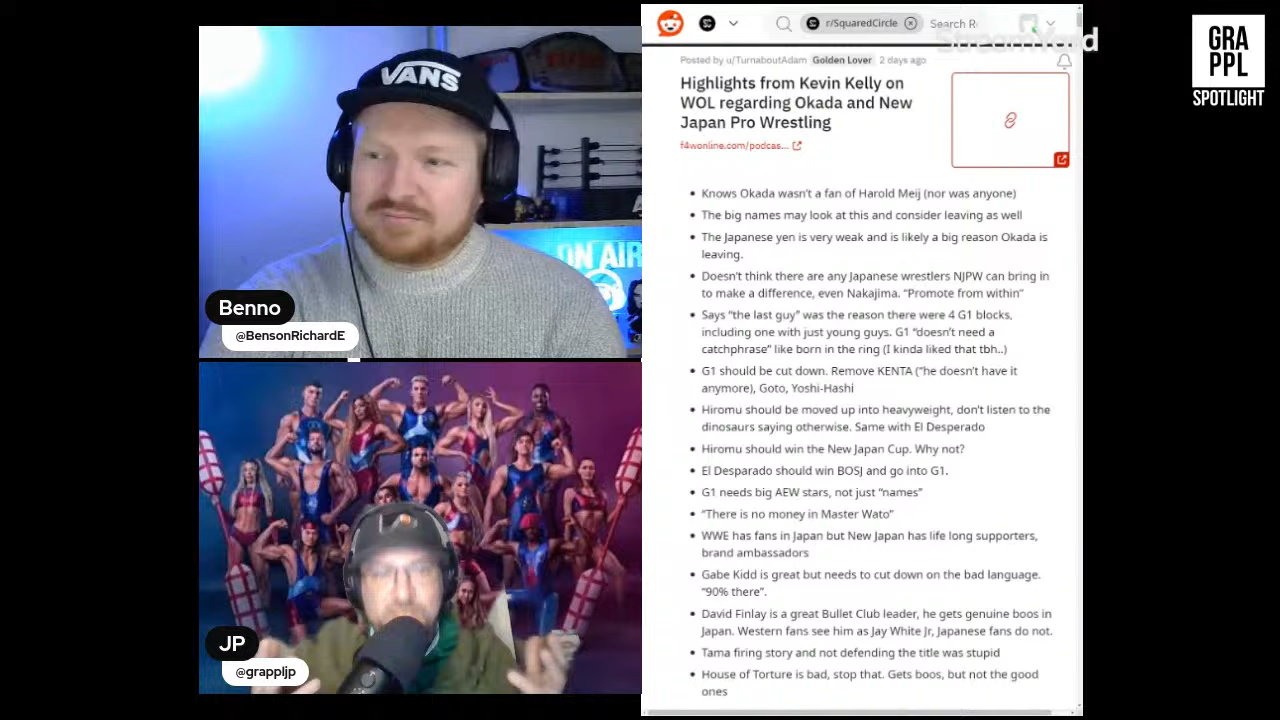 VANS
ON AIR
Benno
@BensonRichardE
JP
@grappljp
r/SquaredCircle
Search R
StreamYard
Posted by u/TurnaboutAdam Golden Lover 2 days ago
Highlights from Kevin Kelly on
WOL regarding Okada and New
Japan Pro Wrestling
f4wonline.com/podcas...
• Knows Okada wasn't a fan of Harold Meij (nor was anyone)
• The big names may look at this and consider leaving as well
• The Japanese yen is very weak and is likely a big reason Okada is
leaving.
• Doesn't think there are any Japanese wrestlers NJPW can bring in
to make a difference, even Nakajima. “Promote from within”
• Says “the last guy” was the reason there were 4 G1 blocks,
including one with just young guys. G1 “doesn't need a
catchphrase” like born in the ring (I kinda liked that tbh..)
• G1 should be cut down. Remove KENTA (“he doesn't have it
anymore), Goto, Yoshi-Hashi
• Hiromu should be moved up into heavyweight, don't listen to the
dinosaurs saying otherwise. Same with El Desperado
• Hiromu should win the New Japan Cup. Why not?
• El Desparado should win BOSJ and go into G1.
• G1 needs big AEW stars, not just “names”
• “There is no money in Master Wato”
• WWE has fans in Japan but New Japan has life long supporters,
brand ambassadors
• Gabe Kidd is great but needs to cut down on the bad language.
“90% there”.
• David Finlay is a great Bullet Club leader, he gets genuine boos in
Japan. Western fans see him as Jay White Jr, Japanese fans do not.
• Tama firing story and not defending the title was stupid
• House of Torture is bad, stop that. Gets boos, but not the good
ones
GRA
PPL
SPOTLIGHT